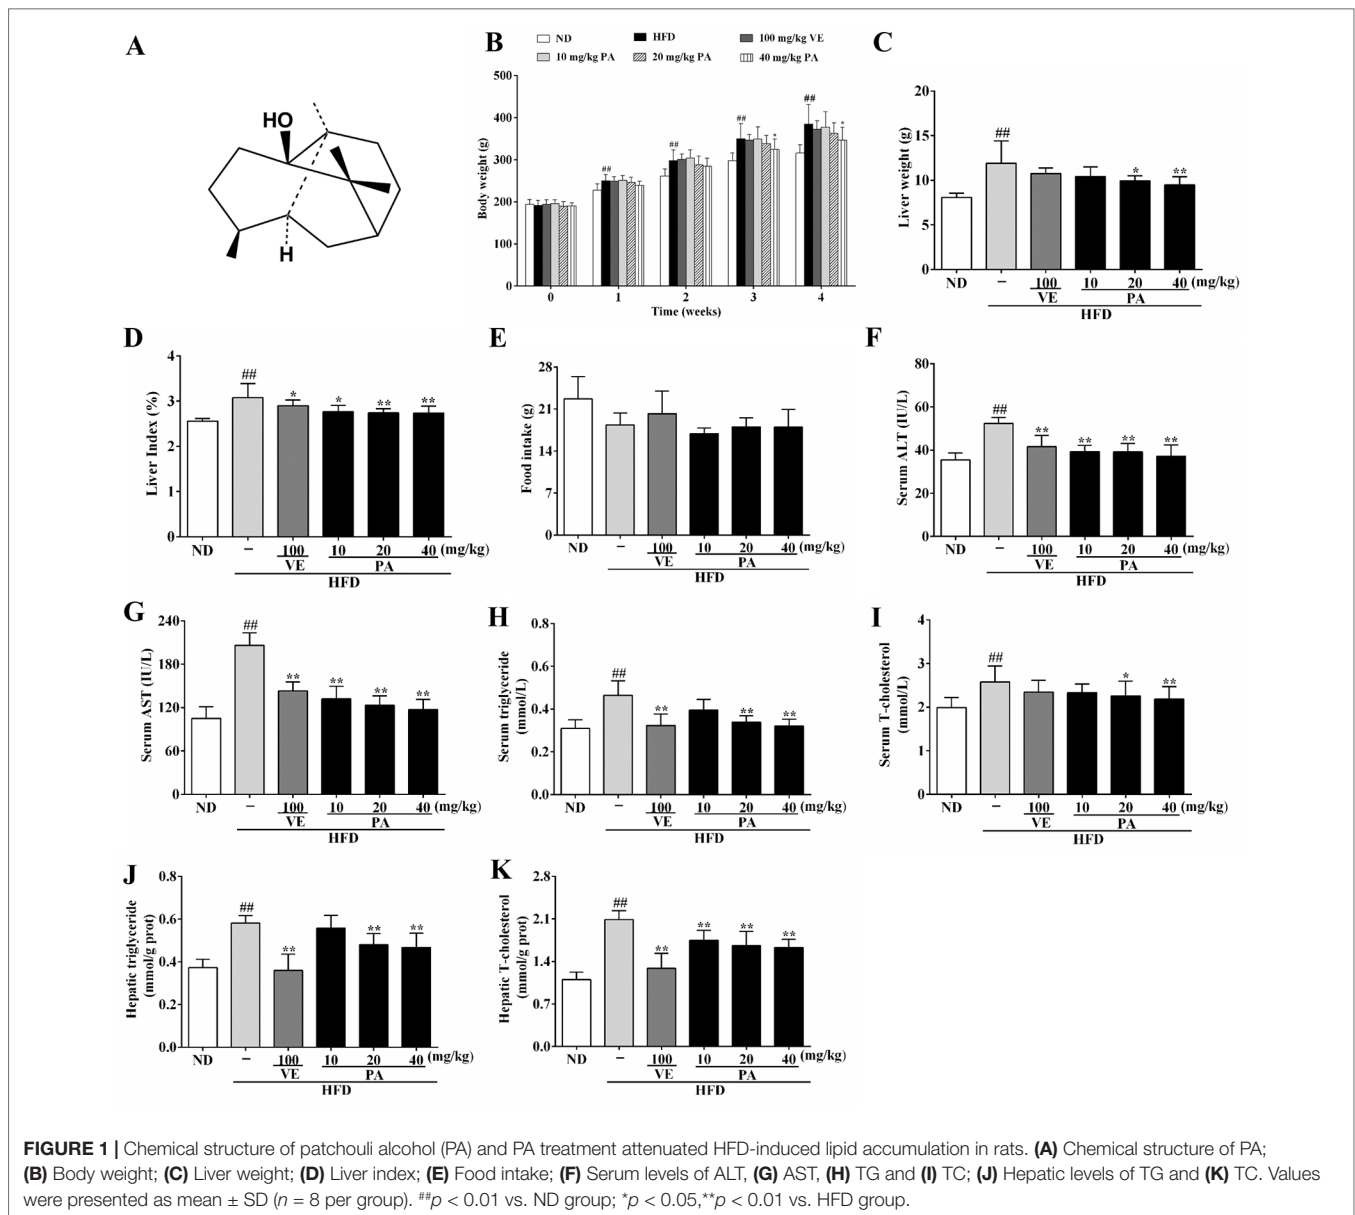 A
HO
H
B
ND HFD 100 mg/kg VE
10 mg/kg PA 20 mg/kg PA 40 mg/kg PA
500
400
300
200
100
0
Body weight (g)
## ## ## * ## *
0 1 2 3 4
Time (weeks)
C
20
15
10
5
0
Liver weight (g)
## * **
ND – 100 10 20 40 (mg/kg)
VE PA
HFD
D
4
3
2
1
0
Liver Index (%)
## * * ** **
ND – 100 10 20 40 (mg/kg)
VE PA
HFD
E
28
21
14
7
0
Food intake (g)
ND – 100 10 20 40 (mg/kg)
VE PA
HFD
F
80
60
40
20
0
Serum ALT (IU/L)
## ** ** ** **
ND – 100 10 20 40 (mg/kg)
VE PA
HFD
G
240
180
120
60
0
Serum AST (IU/L)
## ** ** ** **
ND – 100 10 20 40 (mg/kg)
VE PA
HFD
H
0.8
0.6
0.4
0.2
0.0
Serum triglyceride
(mmol/L)
## ** ** **
ND – 100 10 20 40 (mg/kg)
VE PA
HFD
I
4
3
2
1
0
Serum T-cholesterol
(mmol/L)
## * **
ND – 100 10 20 40 (mg/kg)
VE PA
HFD
J
0.8
0.6
0.4
0.2
0.0
Hepatic triglyceride
(mmol/g prot)
## ** ** **
ND – 100 10 20 40 (mg/kg)
VE PA
HFD
K
2.8
2.1
1.4
0.7
0.0
Hepatic T-cholesterol
(mmol/g prot)
## ** ** ** **
ND – 100 10 20 40 (mg/kg)
VE PA
HFD
FIGURE 1 | Chemical structure of patchouli alcohol (PA) and PA treatment attenuated HFD-induced lipid accumulation in rats. (A) Chemical structure of PA;
(B) Body weight; (C) Liver weight; (D) Liver index; (E) Food intake; (F) Serum levels of ALT, (G) AST, (H) TG and (I) TC; (J) Hepatic levels of TG and (K) TC. Values
were presented as mean ± SD (n = 8 per group). ##p < 0.01 vs. ND group; *p < 0.05,**p < 0.01 vs. HFD group.